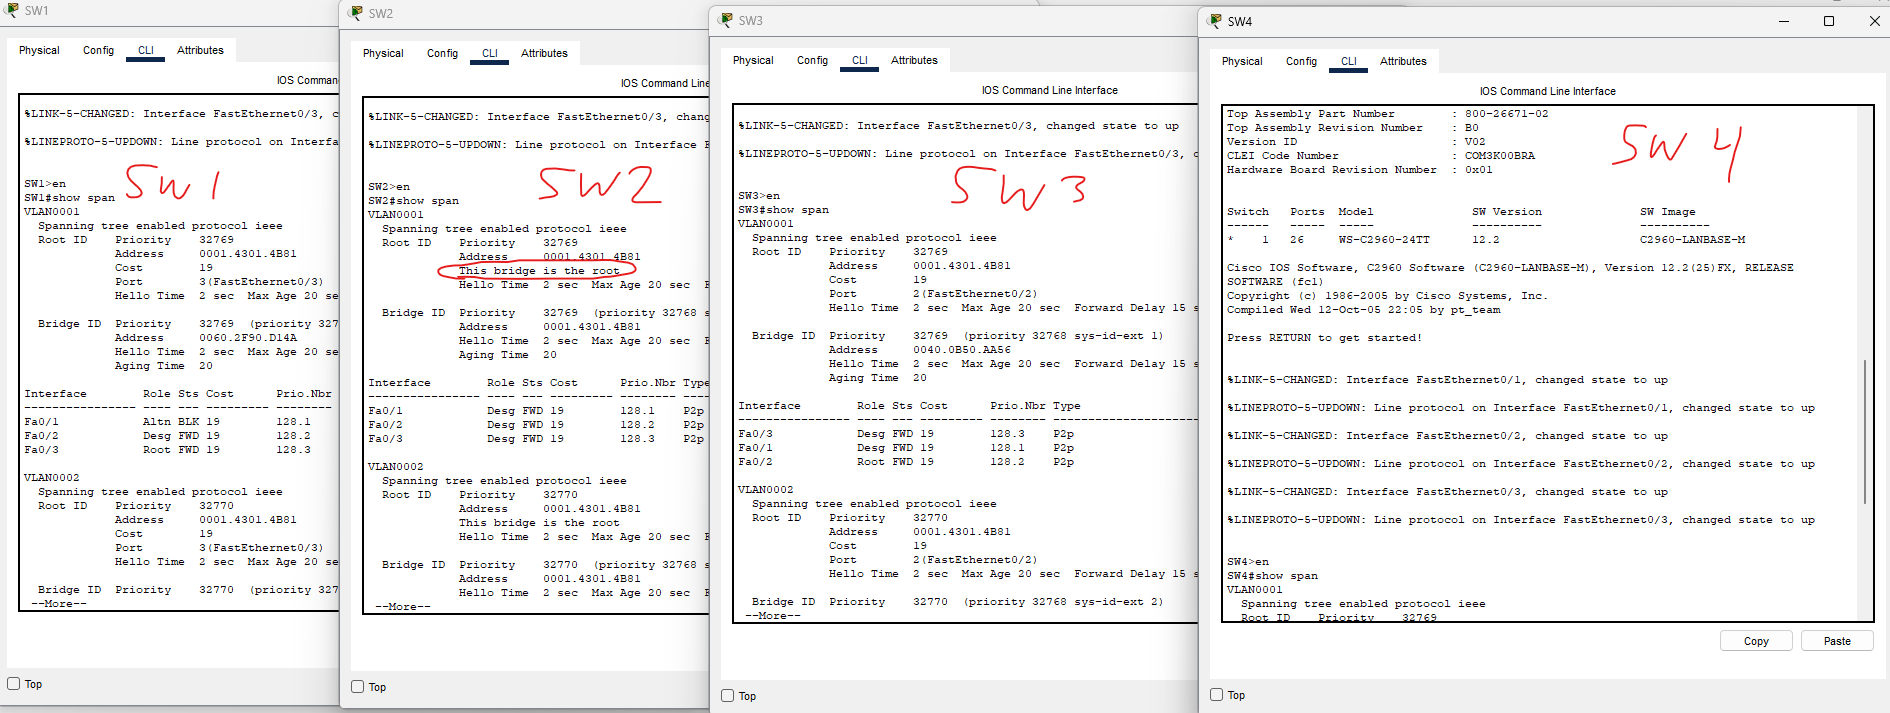 SW1
Physical Config CLI Attributes
IOS Comman
%LINK-5-CHANGED: Interface FastEthernet0/3, c
%LINEPROTO-5-UPDOWN: Line protocol on Interfa
SW1
SW1>en
SW1#show span
VLAN0001
Spanning tree enabled protocol ieee
Root ID Priority 32769
Address 0001.4301.4B81
Cost 19
Port 3(FastEthernet0/3)
Hello Time 2 sec Max Age 20 se
Bridge ID Priority 32769 (priority 327
Address 0060.2F90.D14A
Hello Time 2 sec Max Age 20 se
Aging Time 20
Interface Role Sts Cost Prio.Nbr
---------------- ---- --- --------- --------
Fa0/1 Altn BLK 19 128.1
Fa0/2 Desg FWD 19 128.2
Fa0/3 Root FWD 19 128.3
VLAN0002
Spanning tree enabled protocol ieee
Root ID Priority 32770
Address 0001.4301.4B81
Cost 19
Port 3(FastEthernet0/3)
Hello Time 2 sec Max Age 20 se
Bridge ID Priority 32770 (priority 327
--More--
Top
SW2
Physical Config CLI Attributes
IOS Command Line
%LINK-5-CHANGED: Interface FastEthernet0/3, chang
%LINEPROTO-5-UPDOWN: Line protocol on Interface F
SW2
SW2>en
SW2#show span
VLAN0001
Spanning tree enabled protocol ieee
Root ID Priority 32769
Address 0001.4301.4B81
This bridge is the root
Hello Time 2 sec Max Age 20 sec F
Bridge ID Priority 32769 (priority 32768 s
Address 0001.4301.4B81
Hello Time 2 sec Max Age 20 sec F
Aging Time 20
Interface Role Sts Cost Prio.Nbr Type
---------------- ---- --- --------- -------- ----
Fa0/1 Desg FWD 19 128.1 P2p
Fa0/2 Desg FWD 19 128.2 P2p
Fa0/3 Desg FWD 19 128.3 P2p
VLAN0002
Spanning tree enabled protocol ieee
Root ID Priority 32770
Address 0001.4301.4B81
This bridge is the root
Hello Time 2 sec Max Age 20 sec F
Bridge ID Priority 32770 (priority 32768 s
Address 0001.4301.4B81
Hello Time 2 sec Max Age 20 sec F
--More--
Top
SW3
Physical Config CLI Attributes
IOS Command Line Interface
%LINK-5-CHANGED: Interface FastEthernet0/3, changed state to up
%LINEPROTO-5-UPDOWN: Line protocol on Interface FastEthernet0/3, c
SW3
SW3>en
SW3#show span
VLAN0001
Spanning tree enabled protocol ieee
Root ID Priority 32769
Address 0001.4301.4B81
Cost 19
Port 2(FastEthernet0/2)
Hello Time 2 sec Max Age 20 sec Forward Delay 15 s
Bridge ID Priority 32769 (priority 32768 sys-id-ext 1)
Address 0040.0B50.AA56
Hello Time 2 sec Max Age 20 sec Forward Delay 15 s
Aging Time 20
Interface Role Sts Cost Prio.Nbr Type
---------------- ---- --- --------- -------- --------------------
Fa0/3 Desg FWD 19 128.3 P2p
Fa0/1 Desg FWD 19 128.1 P2p
Fa0/2 Root FWD 19 128.2 P2p
VLAN0002
Spanning tree enabled protocol ieee
Root ID Priority 32770
Address 0001.4301.4B81
Cost 19
Port 2(FastEthernet0/2)
Hello Time 2 sec Max Age 20 sec Forward Delay 15 s
Bridge ID Priority 32770 (priority 32768 sys-id-ext 2)
--More--
Top
SW4
Physical Config CLI Attributes
IOS Command Line Interface
Top Assembly Part Number : 800-26671-02
Top Assembly Revision Number : B0
Version ID : V02
CLEI Code Number : COM3K00BRA
Hardware Board Revision Number : 0x01
SW4
Switch Ports Model SW Version SW Image
------ ----- ----- ---------- ----------
* 1 26 WS-C2960-24TT 12.2 C2960-LANBASE-M
Cisco IOS Software, C2960 Software (C2960-LANBASE-M), Version 12.2(25)FX, RELEASE
SOFTWARE (fc1)
Copyright (c) 1986-2005 by Cisco Systems, Inc.
Compiled Wed 12-Oct-05 22:05 by pt_team
Press RETURN to get started!
%LINK-5-CHANGED: Interface FastEthernet0/1, changed state to up
%LINEPROTO-5-UPDOWN: Line protocol on Interface FastEthernet0/1, changed state to up
%LINK-5-CHANGED: Interface FastEthernet0/2, changed state to up
%LINEPROTO-5-UPDOWN: Line protocol on Interface FastEthernet0/2, changed state to up
%LINK-5-CHANGED: Interface FastEthernet0/3, changed state to up
%LINEPROTO-5-UPDOWN: Line protocol on Interface FastEthernet0/3, changed state to up
SW4>en
SW4#show span
VLAN0001
Spanning tree enabled protocol ieee
Root ID Priority 32769
Copy Paste
Top